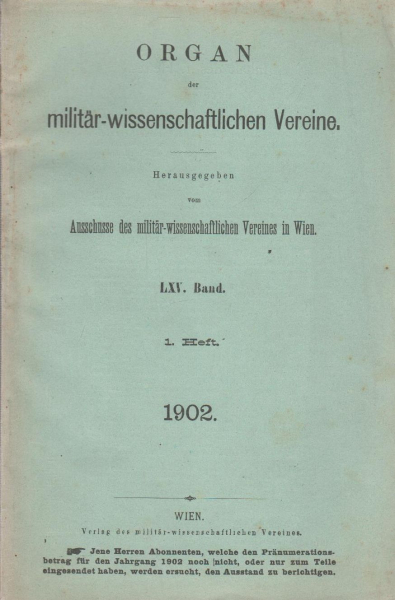 ORGAN
der
militär-wissenschaftlichen Vereine.
Herausgegeben
vom
Ausschusse des militär-wissenschaftlichen Vereines in Wien.
LXV. Band.
1. Heft.
1902.
WIEN.
Verlag des militär-wissenschaftlichen Vereines.
☛ Jene Herren Abonnenten, welche den Pränumerations-
betrag für den Jahrgang 1902 noch nicht, oder nur zum Teile
eingesendet haben, werden ersucht, den Ausstand zu berichtigen.